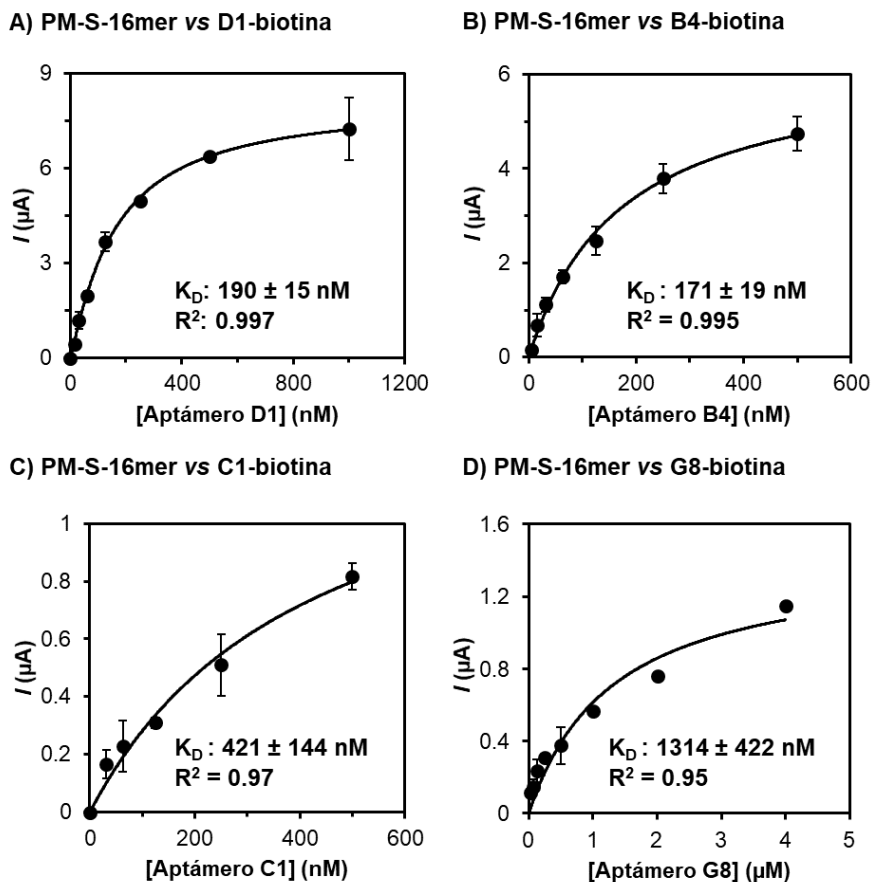 A) PM-S-16mer vs D1-biotina
9
6
3
0
I (µA)
K_D: 190 ± 15 nM
R²: 0.997
0 400 800 1200
[Aptámero D1] (nM)
B) PM-S-16mer vs B4-biotina
6
4
2
0
I (µA)
K_D : 171 ± 19 nM
R² = 0.995
0 200 400 600
[Aptámero B4] (nM)
C) PM-S-16mer vs C1-biotina
1
0.8
0.6
0.4
0.2
0
I (µA)
K_D : 421 ± 144 nM
R² = 0.97
0 200 400 600
[Aptámero C1] (nM)
D) PM-S-16mer vs G8-biotina
1.6
1.2
0.8
0.4
0
I (µA)
K_D : 1314 ± 422 nM
R² = 0.95
0 1 2 3 4 5
[Aptámero G8] (µM)